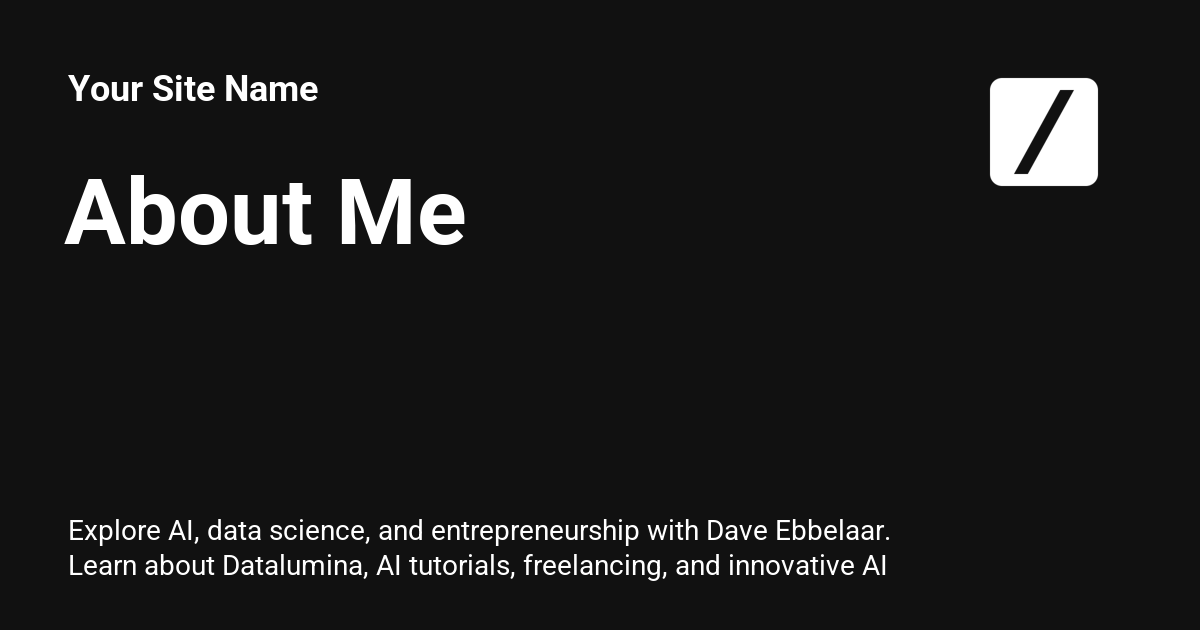 Your Site Name
About Me
Explore AI, data science, and entrepreneurship with Dave Ebbelaar.
Learn about Datalumina, AI tutorials, freelancing, and innovative AI